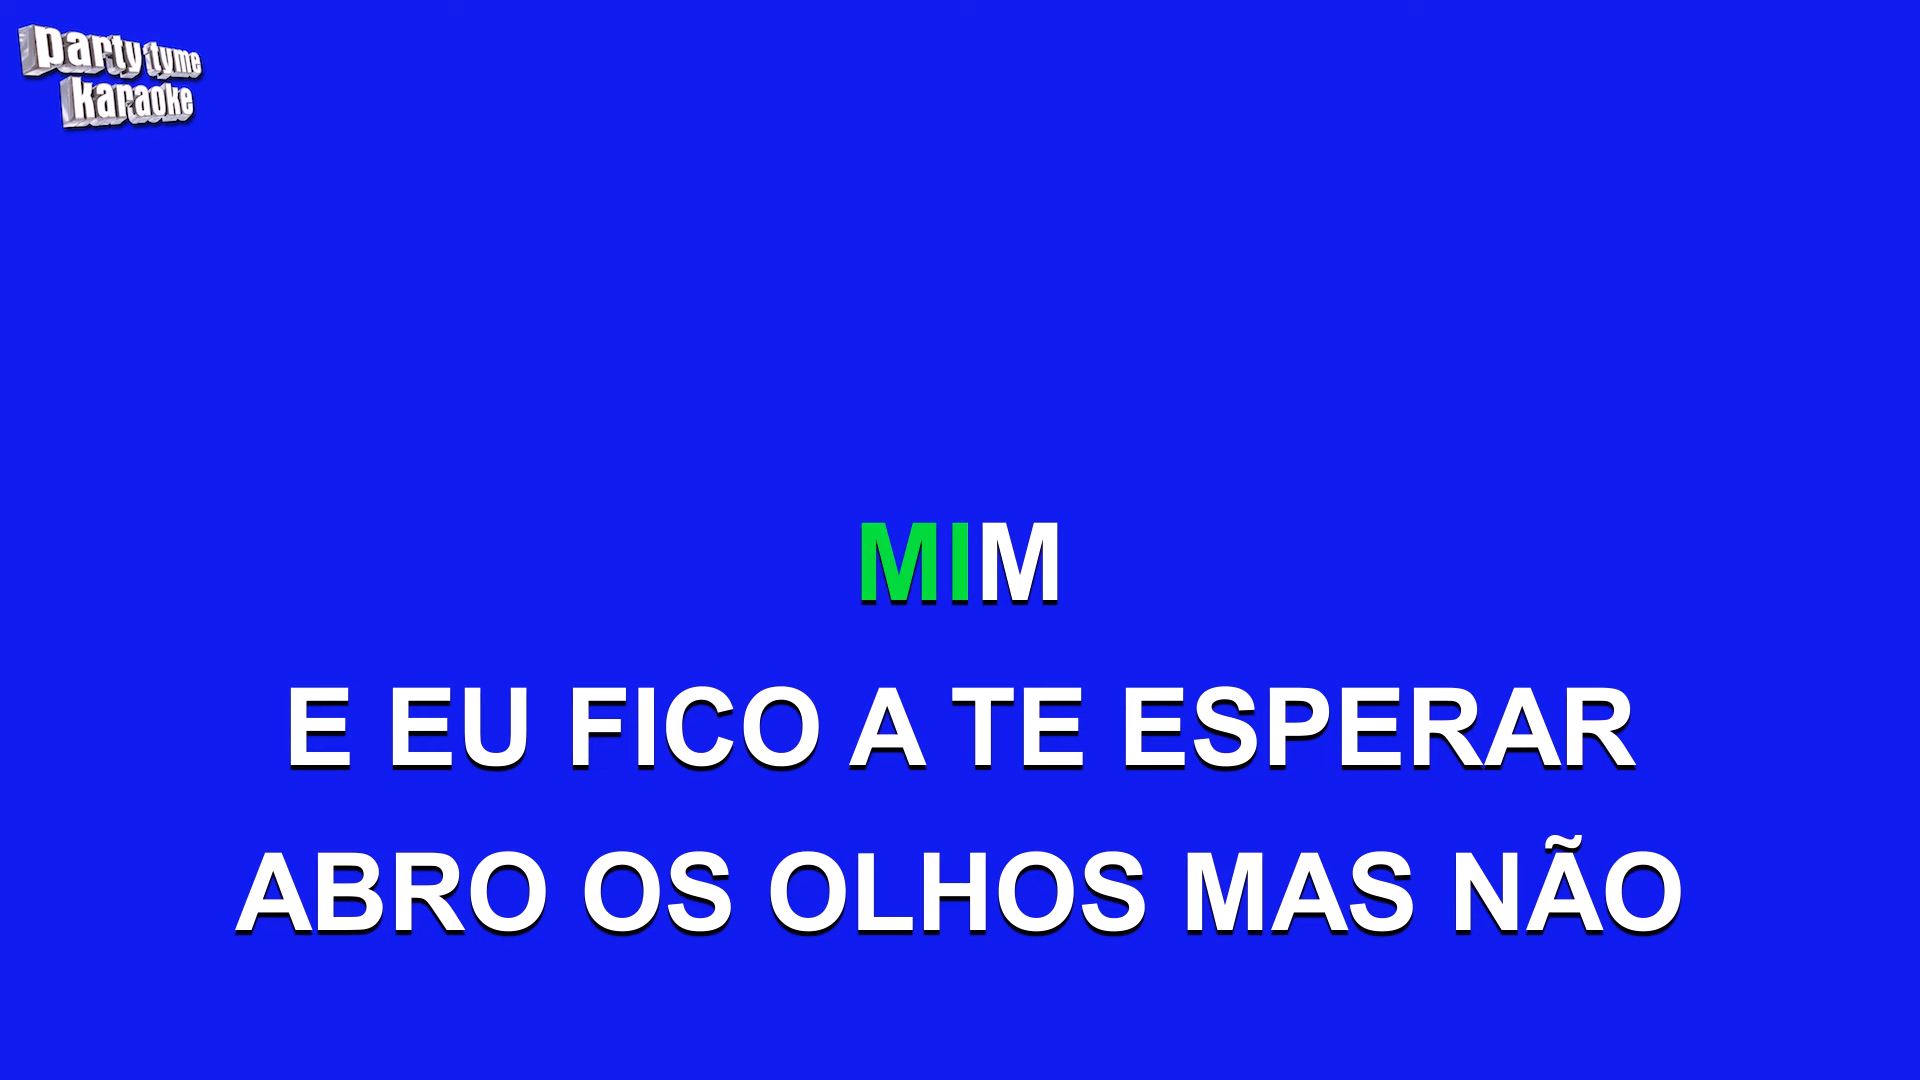 party tyme
karaoke
MIM
E EU FICO A TE ESPERAR
ABRO OS OLHOS MAS NÃO